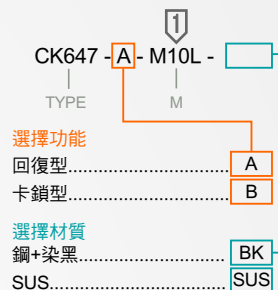 1
CK647 - A - M10L -
TYPE M
選擇功能
回復型.............................. A
卡鎖型.............................. B
選擇材質
鋼+染黑.......................... BK
SUS................................. SUS